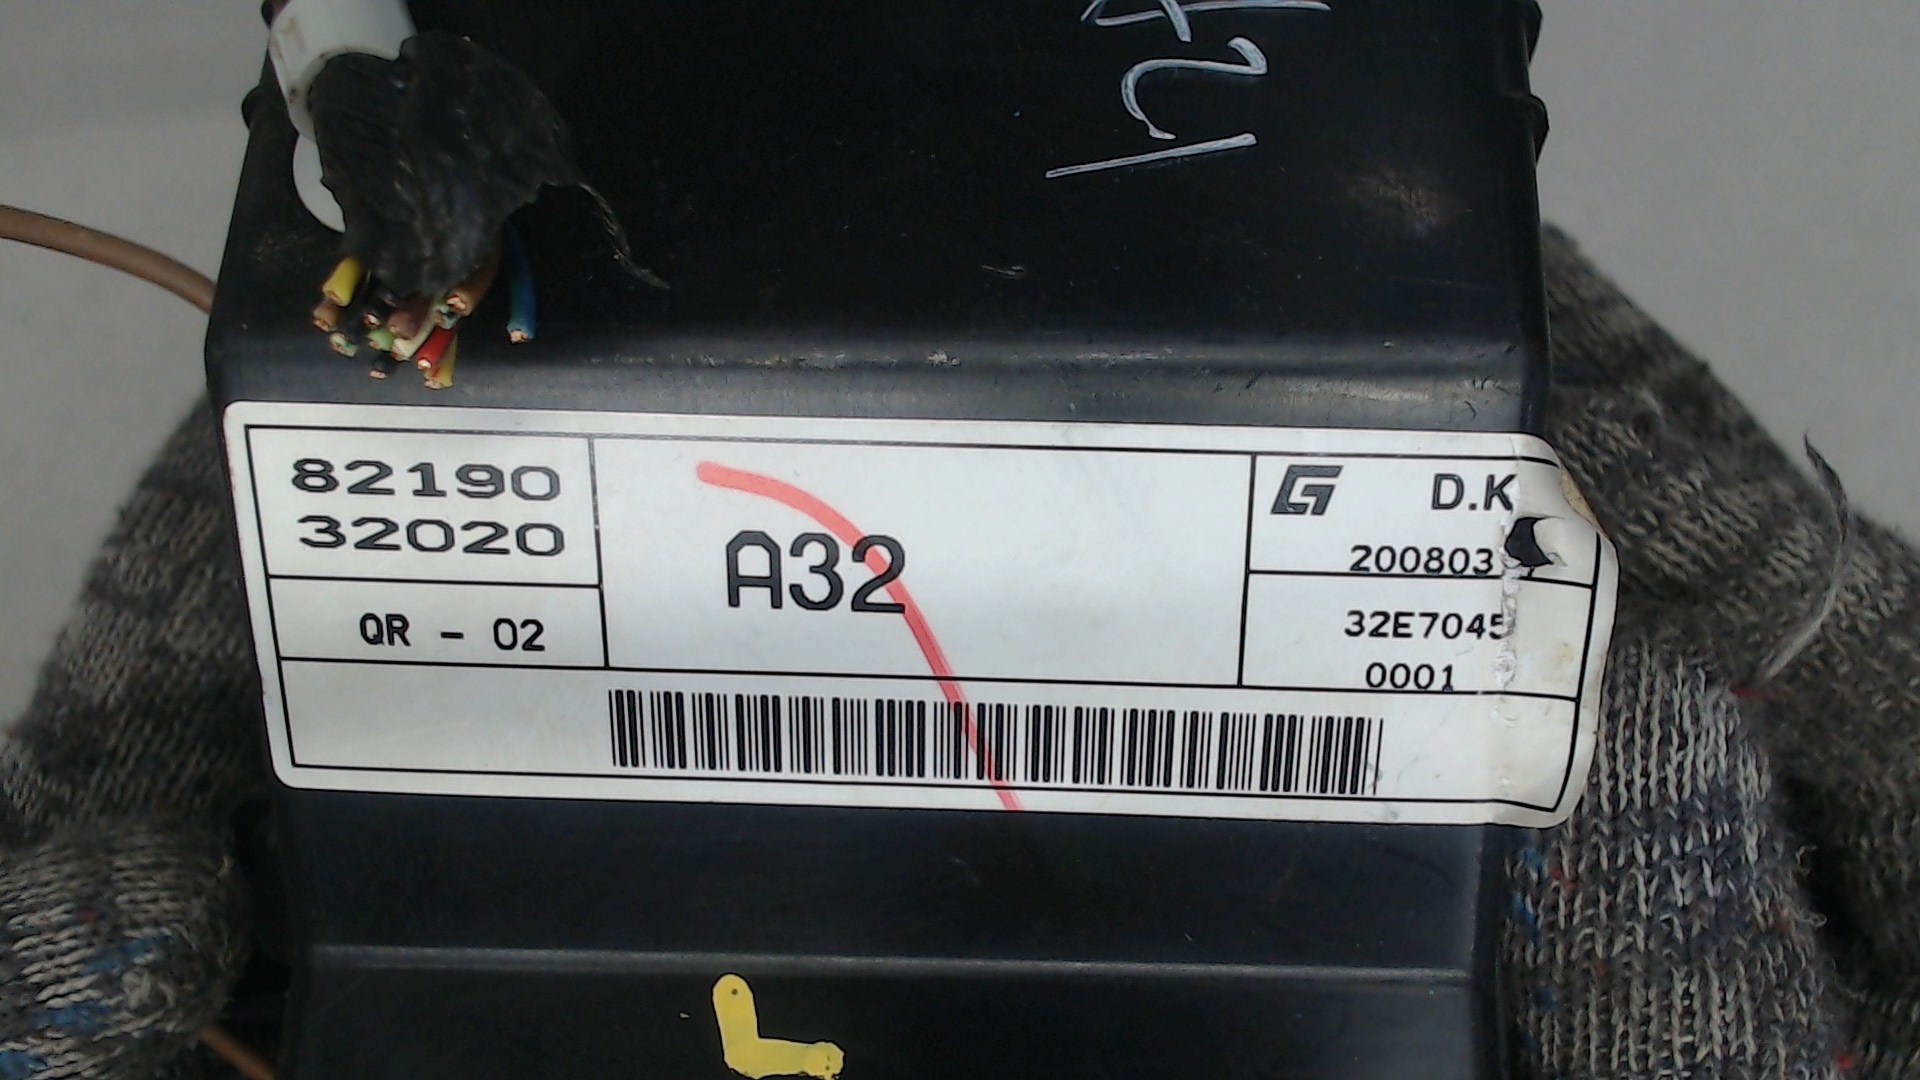 82190
32020
QR - 02
A32
G D.K
200803
32E7045
0001
L